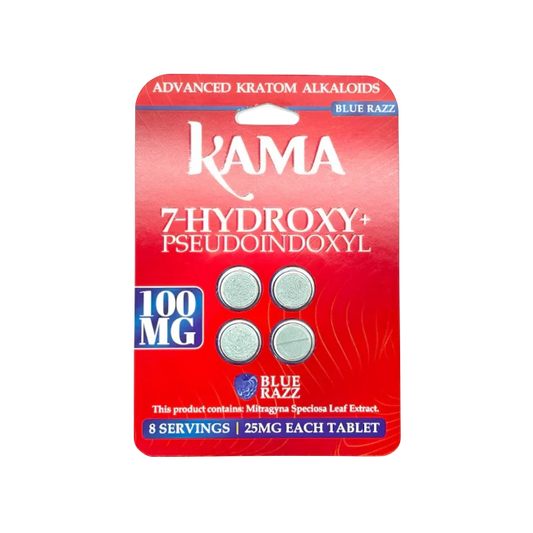 ADVANCED KRATOM ALKALOIDS
BLUE RAZZ
KAMA
7-HYDROXY+
PSEUDOINDOXYL
100
MG
BLUE
RAZZ
This product contains: Mitragyna Speciosa Leaf Extract.
8 SERVINGS | 25MG EACH TABLET